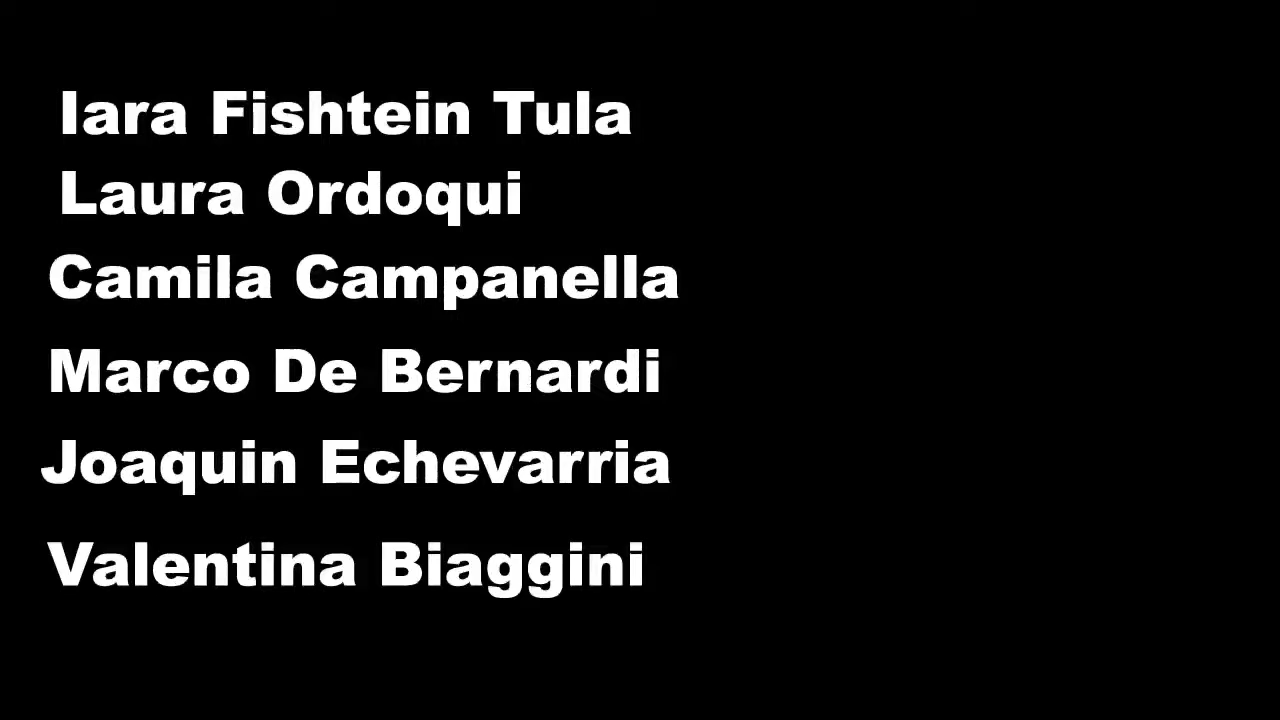 Iara Fishtein Tula
Laura Ordoqui
Camila Campanella
Marco De Bernardi
Joaquin Echevarria
Valentina Biaggini